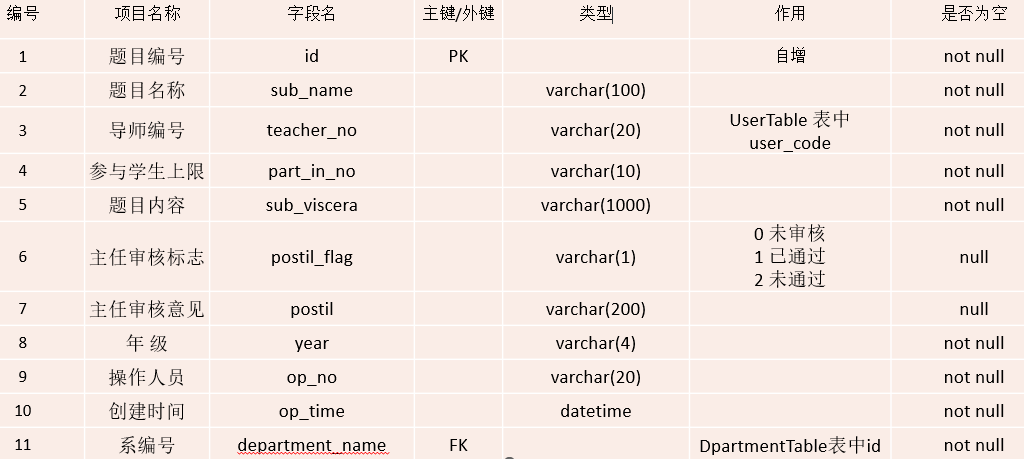 编号 项目名称 字段名 主键/外键 类型 作用 是否为空
1 题目编号 id PK 自增 not null
2 题目名称 sub_name varchar(100) not null
3 导师编号 teacher_no varchar(20) UserTable 表中 user_code not null
4 参与学生上限 part_in_no varchar(10) not null
5 题目内容 sub_viscera varchar(1000) not null
6 主任审核标志 postil_flag varchar(1) 0 未审核 1 己通过 2 未通过 null
7 主任审核意见 postil varchar(200) null
8 年 级 year varchar(4) not null
9 操作人员 op_no varchar(20) not null
10 创建时间 op_time datetime not null
11 系编号 department_name FK DpartmentTable表中id not null